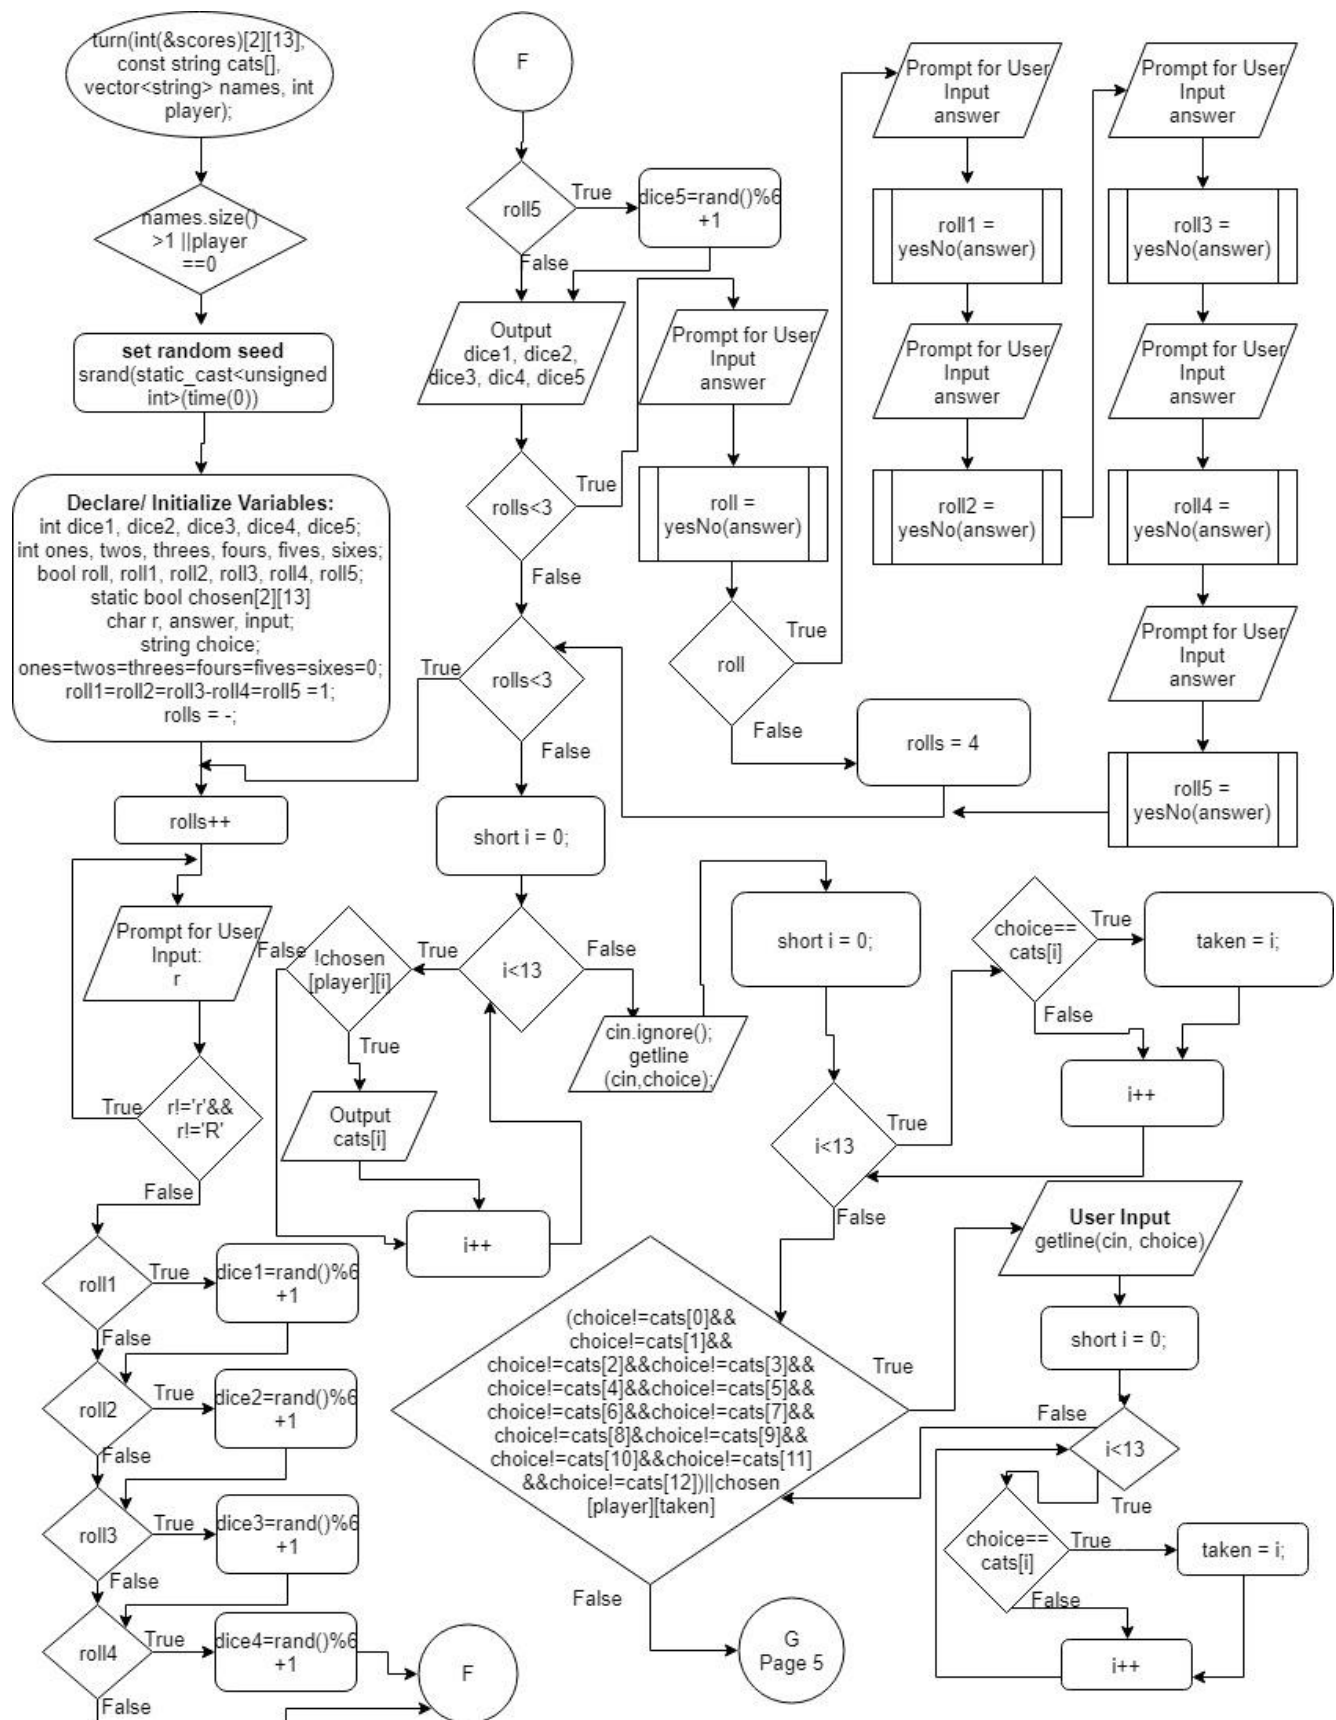 turn(int(&scores)[2][13],
const string cats[],
vector<string> names, int
player);
names.size()
>1 ||player
==0
set random seed
srand(static_cast<unsigned
int>(time(0))
Declare/ Initialize Variables:
int dice1, dice2, dice3, dice4, dice5;
int ones, twos, threes, fours, fives, sixes;
bool roll, roll1, roll2, roll3, roll4, roll5;
static bool chosen[2][13]
char r, answer, input;
string choice;
ones=twos=threes=fours=fives=sixes=0;
roll1=roll2=roll3-roll4=roll5 =1;
rolls = -;
rolls++
Prompt for User
Input:
r
r!='r'&&
r!='R'
True
False
roll1
True
dice1=rand()%6
+1
False
roll2
True
dice2=rand()%6
+1
False
roll3
True
dice3=rand()%6
+1
False
roll4
True
dice4=rand()%6
+1
False
F
F
roll5
True
dice5=rand()%6
+1
False
Output
dice1, dice2,
dice3, dic4, dice5
rolls<3
True
False
rolls<3
True
False
Prompt for User
Input
answer
roll =
yesNo(answer)
roll
True
False
rolls = 4
Prompt for User
Input
answer
roll1 =
yesNo(answer)
Prompt for User
Input
answer
roll2 =
yesNo(answer)
Prompt for User
Input
answer
roll3 =
yesNo(answer)
Prompt for User
Input
answer
roll4 =
yesNo(answer)
Prompt for User
Input
answer
roll5 =
yesNo(answer)
short i = 0;
i<13
True
False
!chosen
[player][i]
False
True
Output
cats[i]
i++
cin.ignore();
getline
(cin,choice);
short i = 0;
i<13
True
False
choice==
cats[i]
True
taken = i;
False
i++
(choice!=cats[0]&&
choice!=cats[1]&&
choice!=cats[2]&&choice!=cats[3]&&
choice!=cats[4]&&choice!=cats[5]&&
choice!=cats[6]&&choice!=cats[7]&&
choice!=cats[8]&choice!=cats[9]&&
choice!=cats[10]&&choice!=cats[11]
&&choice!=cats[12])||chosen
[player][taken]
True
False
User Input
getline(cin, choice)
short i = 0;
i<13
False
True
choice==
cats[i]
True
taken = i;
False
i++
G
Page 5